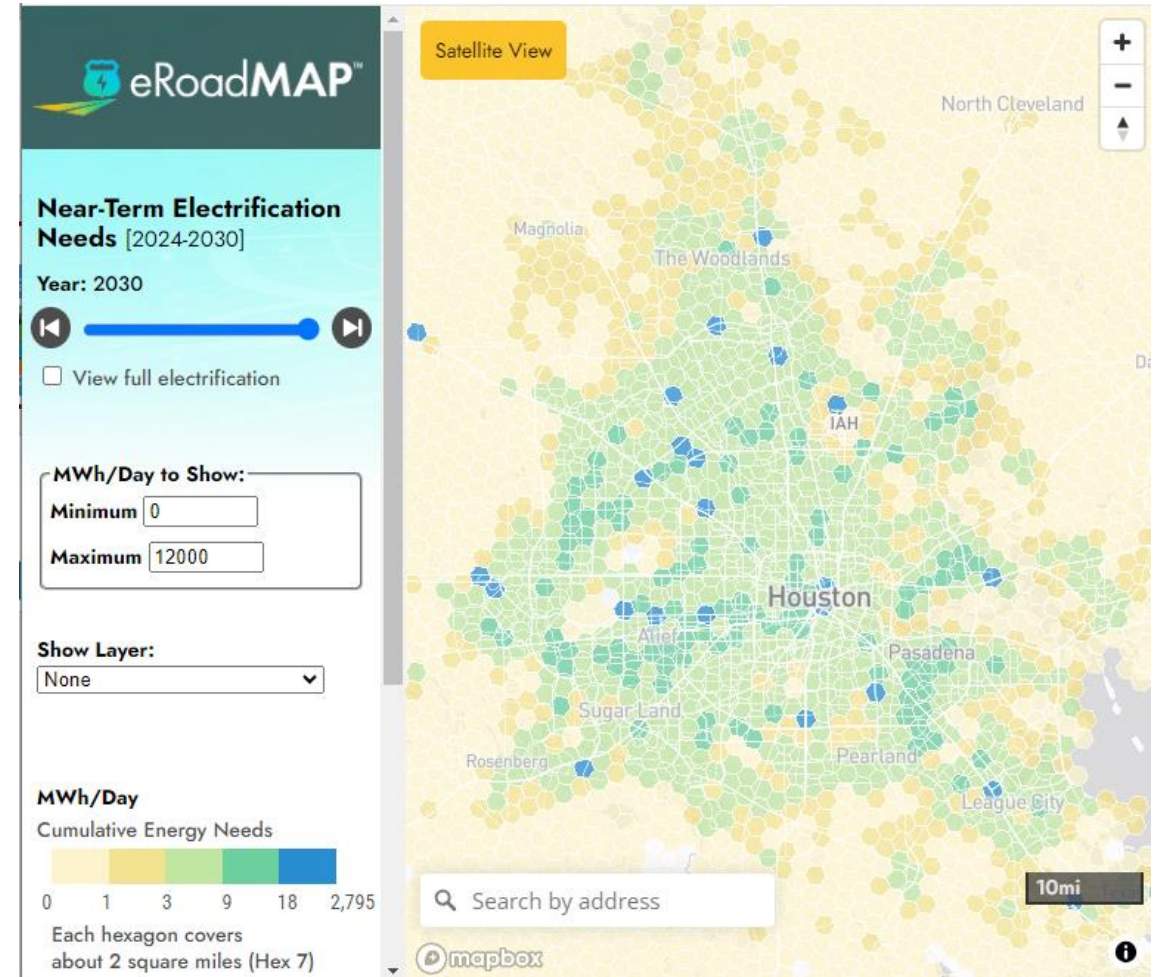 eRoadMAP™
Near-Term Electrification
Needs [2024-2030]
Year: 2030
View full electrification
MWh/Day to Show:
Minimum 0
Maximum 12000
Show Layer:
None
MWh/Day
Cumulative Energy Needs
0 1 3 9 18 2,795
Each hexagon covers
about 2 square miles (Hex 7)
Satellite View
North Cleveland
Magnolia
The Woodlands
Da
IAH
Houston
Alief
Pasadena
Sugar Land
Rosenberg
Pearland
League City
10mi
Search by address
mapbox